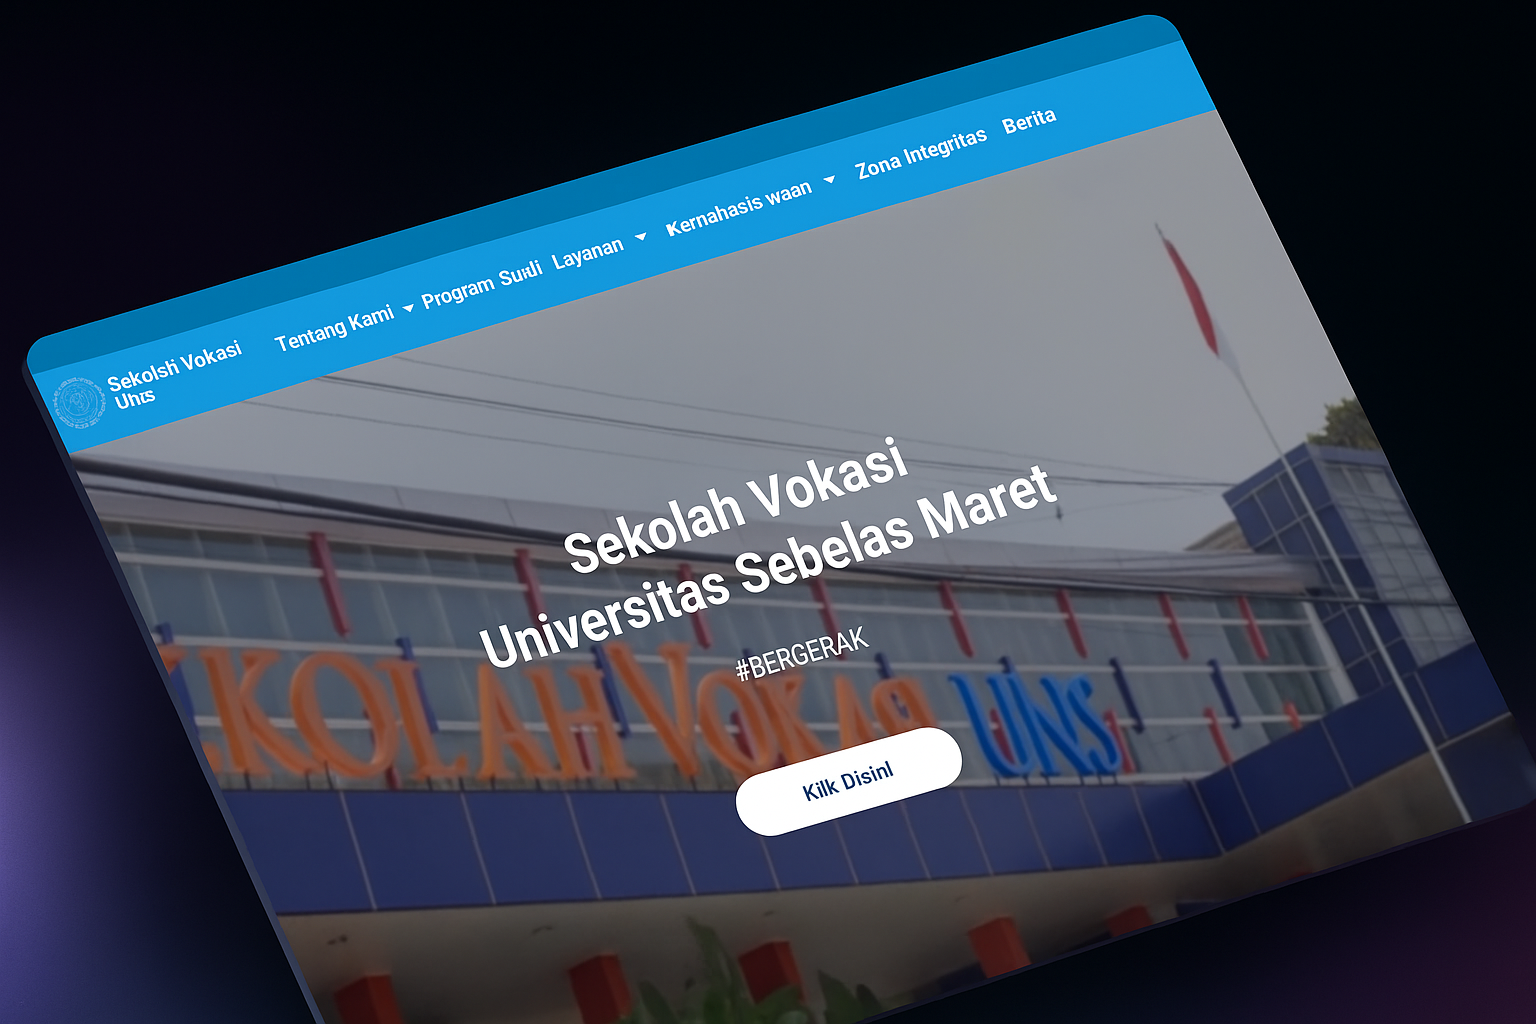 Sekolsh Vokasi
Uhts
Tentang Kami
Program Surdi
Layanan
Kernahasis waan
Zona Integritas
Berita
Sekolah Vokasi
Universitas Sebelas Maret
#BERGERAK
KOLAH VOKASI UNS
Kilk Disinl